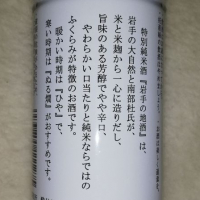 特別純米酒『岩手の地酒』は、
岩手の大自然と南部杜氏が、
米と米麹から一心に造りだし、
旨味のある芳醇でやや辛口、
やわらかい口当たりと純米ならではの
ふくらみが特徴のお酒です。
暖かい時期は『ひや』で、
寒い時期は『ぬる燗』がおすすめです。